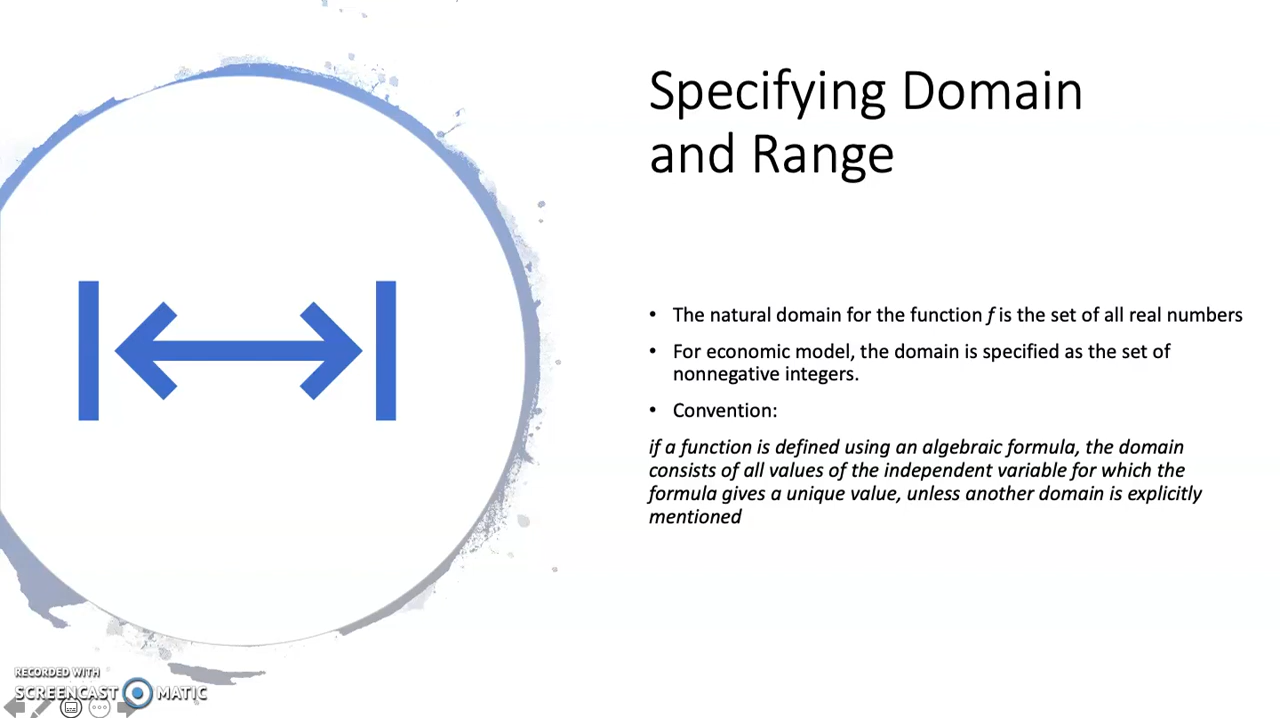 Specifying Domain
and Range
• The natural domain for the function f is the set of all real numbers
• For economic model, the domain is specified as the set of
nonnegative integers.
• Convention:
if a function is defined using an algebraic formula, the domain
consists of all values of the independent variable for which the
formula gives a unique value, unless another domain is explicitly
mentioned
RECORDED WITH
SCREENCAST MATIC